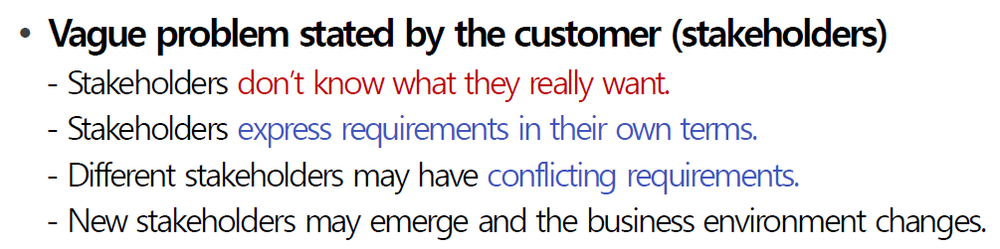 • Vague problem stated by the customer (stakeholders)
- Stakeholders don’t know what they really want.
- Stakeholders express requirements in their own terms.
- Different stakeholders may have conflicting requirements.
- New stakeholders may emerge and the business environment changes.